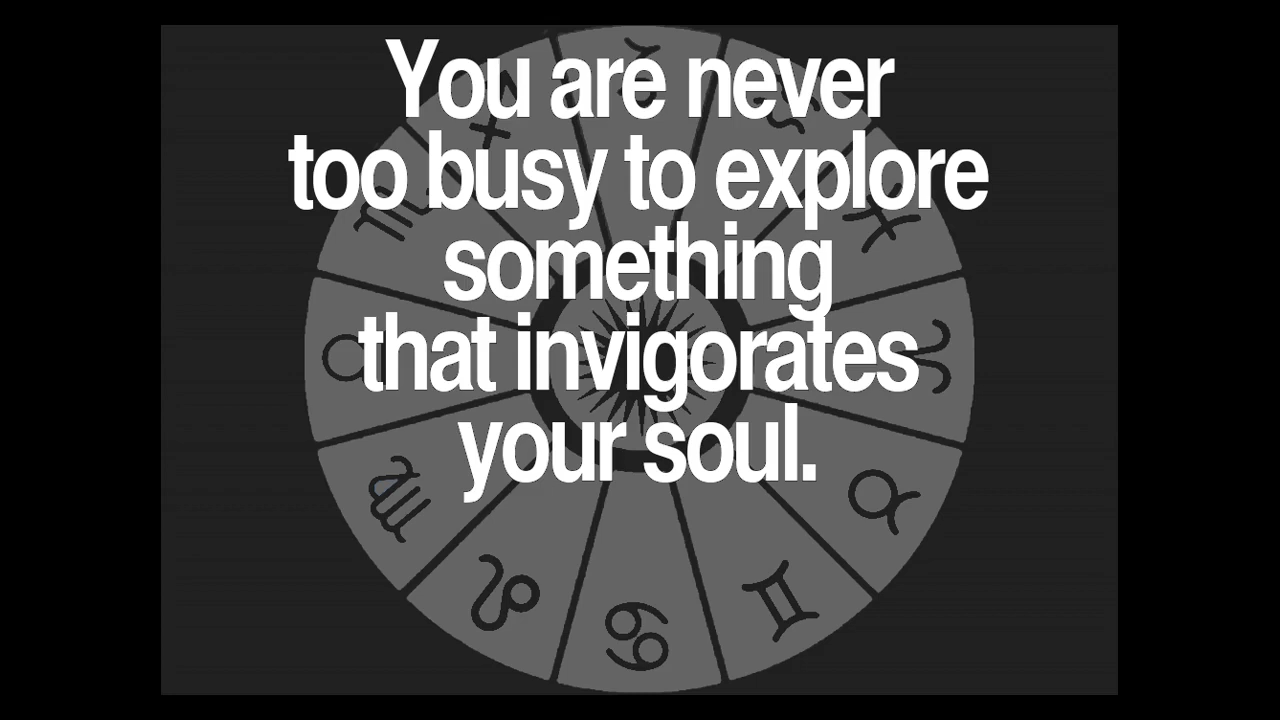 You are never
too busy to explore
something
that invigorates
your soul.